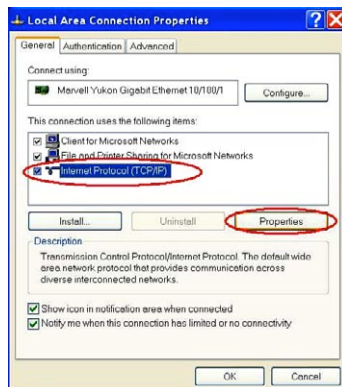 Local Area Connection Properties
General Authentication Advanced
Connect using:
Marvell Yukon Gigabit Ethernet 10/100/1 Configure...
This connection uses the following items:
Client for Microsoft Networks
File and Printer Sharing for Microsoft Networks
Internet Protocol (TCP/IP)
Install... Uninstall Properties
Description
Transmission Control Protocol/Internet Protocol. The default wide
area network protocol that provides communication across
diverse interconnected networks.
Show icon in notification area when connected
Notify me when this connection has limited or no connectivity
OK Cancel